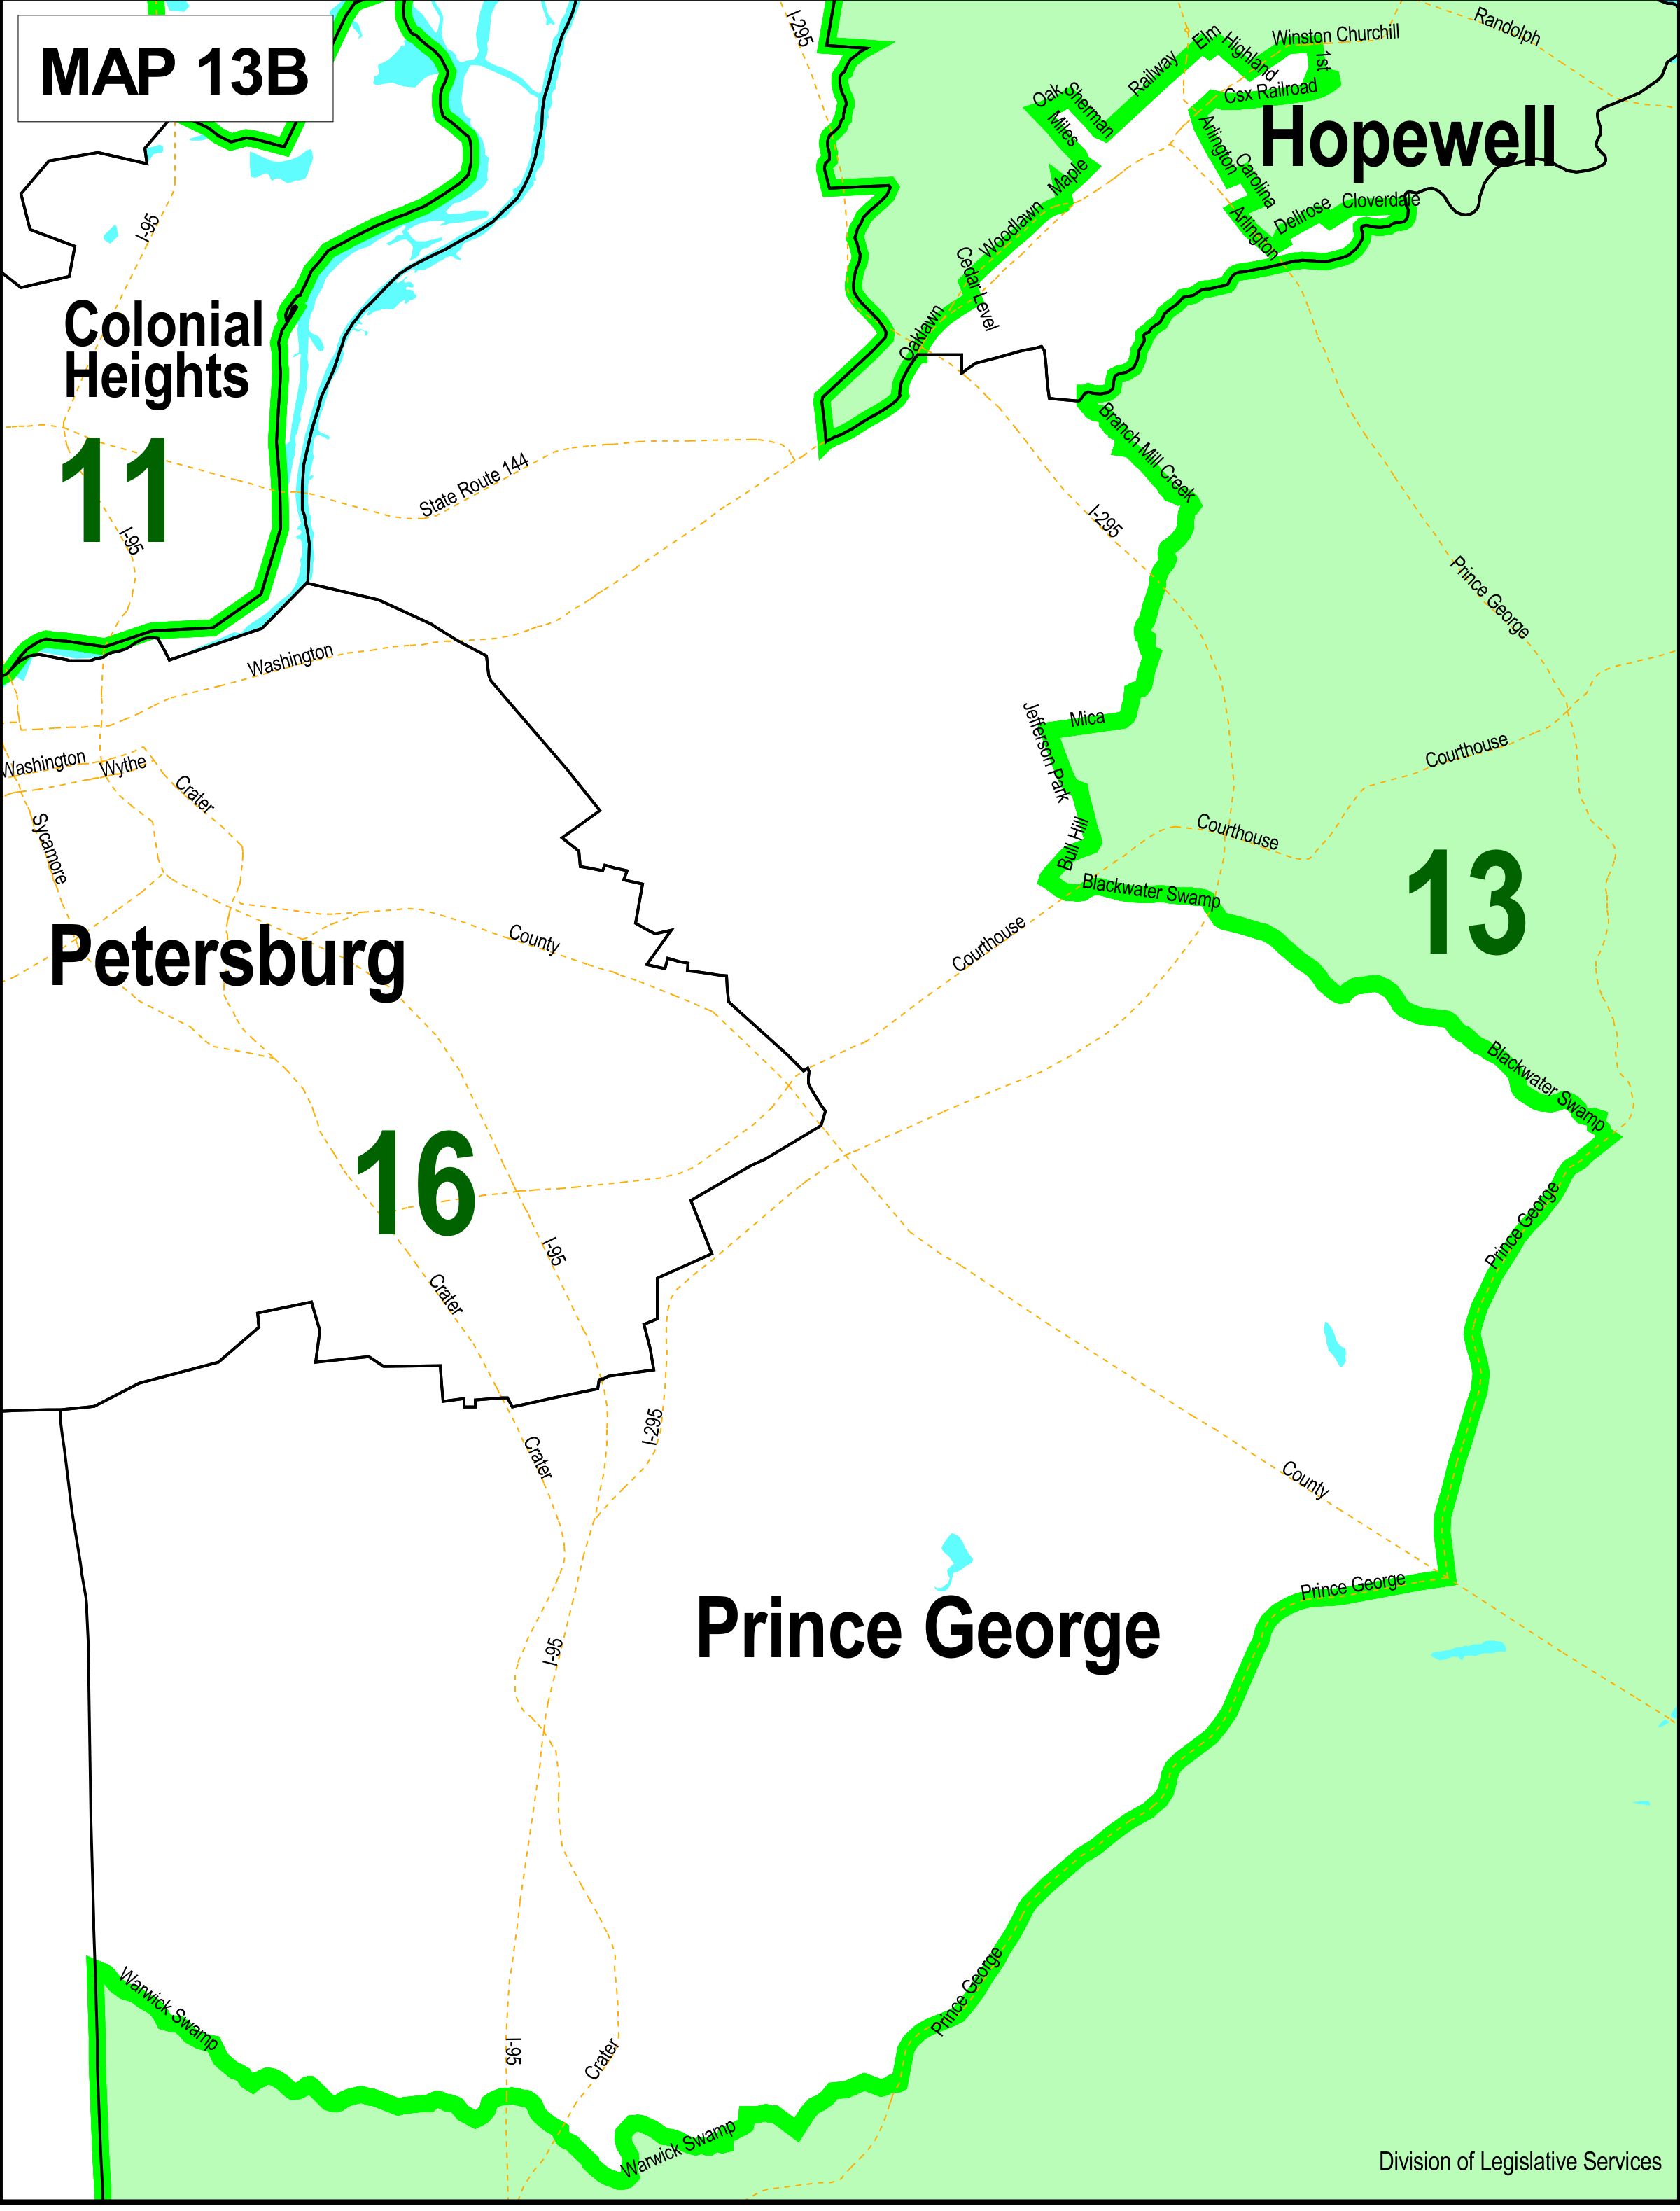 MAP 13B
I-295
Elm
Highland
Winston Churchill
1st
Randolph
Railway
Oak
Sherman
Miles
Csx Railroad
Hopewell
Arlington
Carolina
Maple
Woodlawn
Arlington
Dellrose
Cloverdale
I-95
Cedar Level
Oaklawn
Colonial
Heights
11
I-95
State Route 144
Branch Mill Creek
I-295
Prince George
Washington
Mica
Jefferson Park
Courthouse
Washington
Wythe
Crater
Sycamore
Bull Hill
Courthouse
Blackwater Swamp
13
Petersburg
County
Courthouse
Blackwater Swamp
16
Prince George
I-95
Crater
I-295
Crater
County
Prince George
Prince George
I-95
Prince George
Warwick Swamp
I-95
Crater
Warwick Swamp
Division of Legislative Services